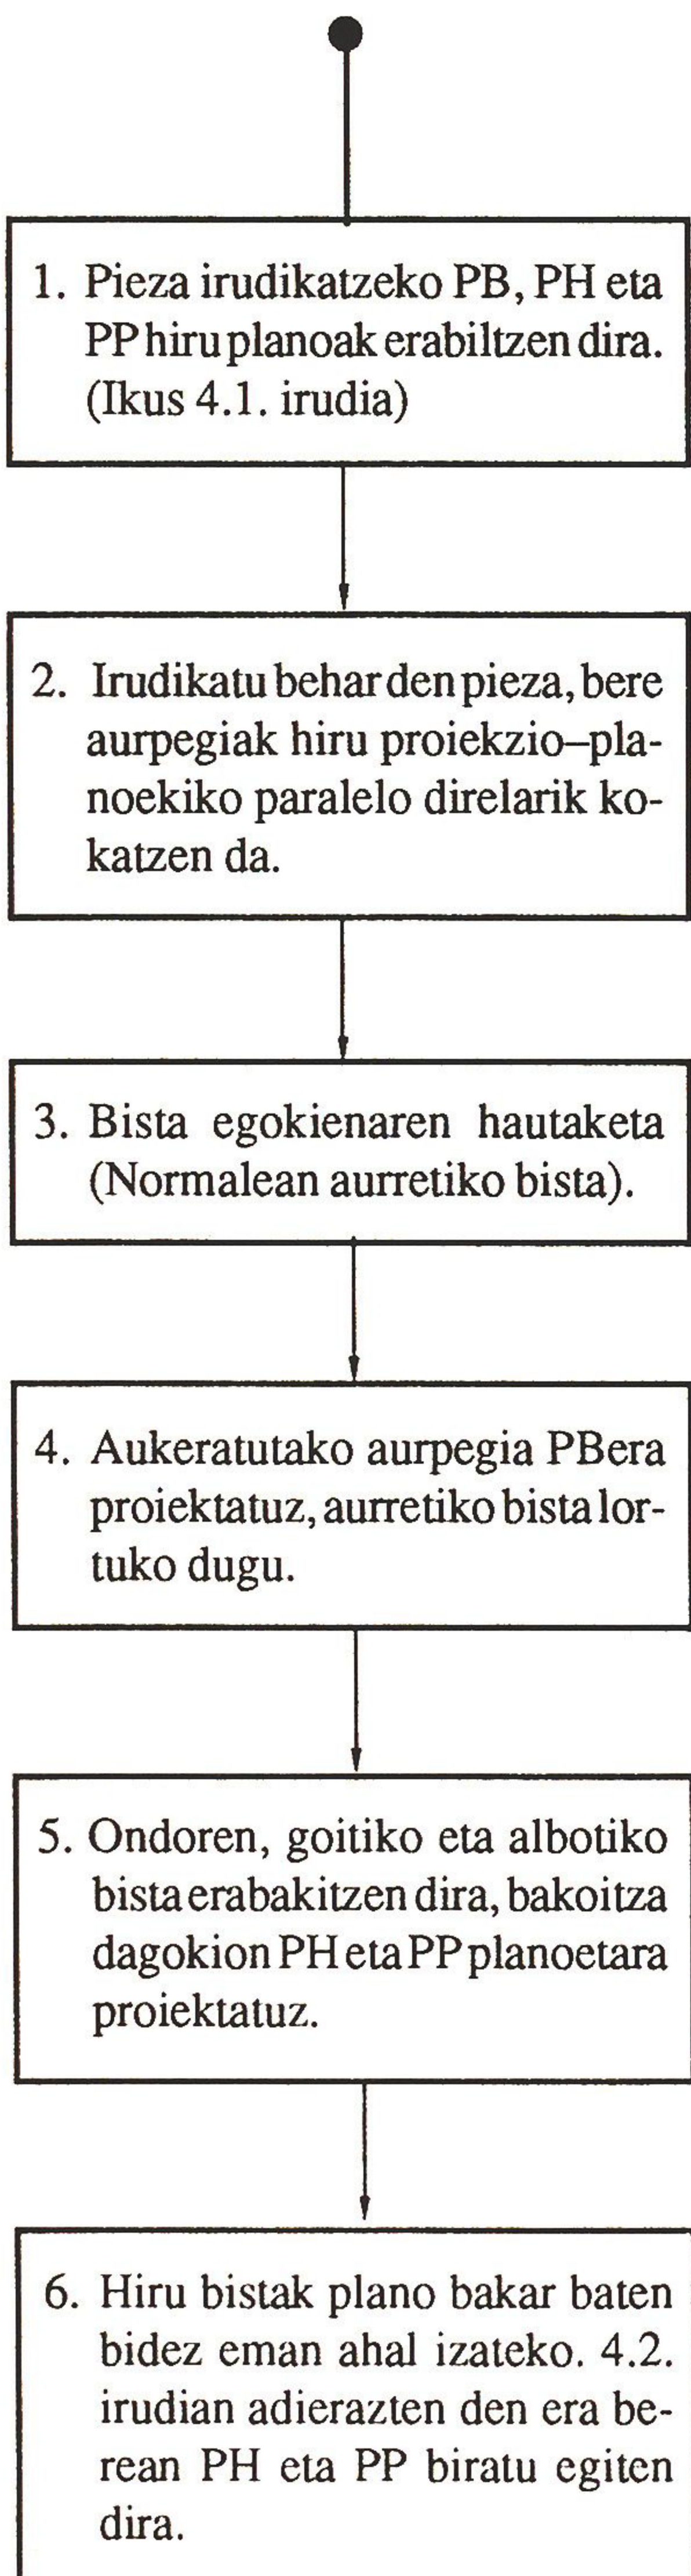 1. Pieza irudikatzeko PB, PH eta
PP hiru planoak erabiltzen dira.
(Ikus 4.1. irudia)
2. Irudikatu behar den pieza, bere
aurpegiak hiru proiekzio–pla-
noekiko paralelo direlarik ko-
katzen da.
3. Bista egokienaren hautaketa
(Normalean aurretiko bista).
4. Aukeratutako aurpegia PBera
proiektatuz, aurretiko bista lor-
tuko dugu.
5. Ondoren, goitiko eta albotiko
bista erabakitzen dira, bakoitza
dagokion PH eta PP planoetara
proiektatuz.
6. Hiru bistak plano bakar baten
bidez eman ahal izateko. 4.2.
irudian adierazten den era be-
rean PH eta PP biratu egiten
dira.